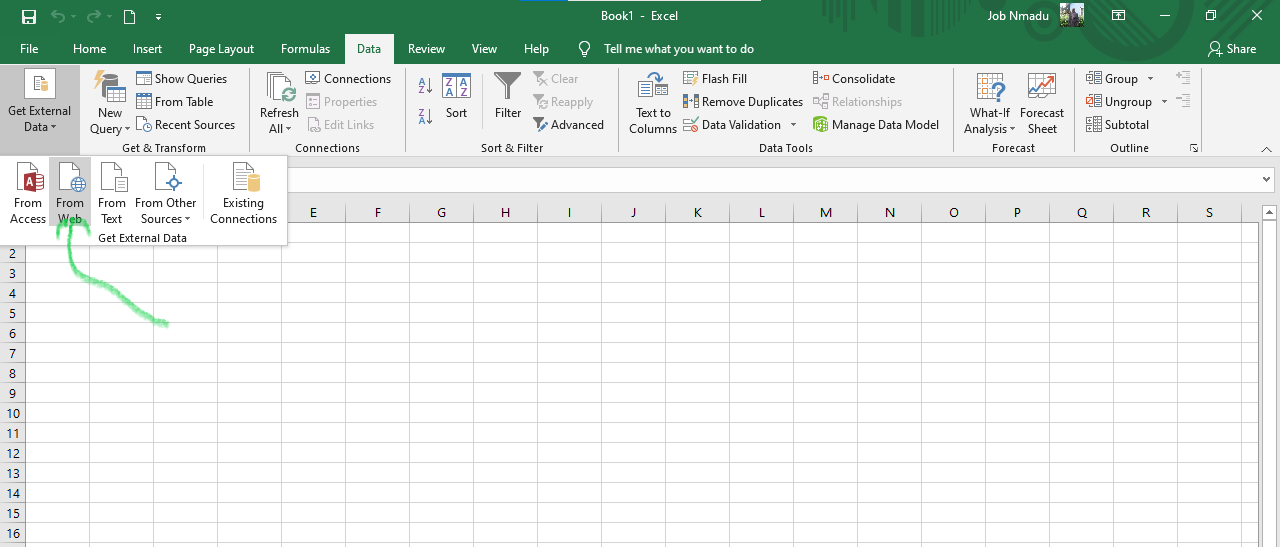 Book1 - Excel
Job Nmadu
File Home Insert Page Layout Formulas Data Review View Help Tell me what you want to do Share
Get External Data
New Query
Show Queries
From Table
Recent Sources
Get & Transform
Refresh All
Connections
Properties
Edit Links
Connections
Sort
Filter
Clear
Reapply
Advanced
Sort & Filter
Text to Columns
Flash Fill
Remove Duplicates
Data Validation
Consolidate
Relationships
Manage Data Model
Data Tools
What-If Analysis
Forecast Sheet
Forecast
Group
Ungroup
Subtotal
Outline
From Access
From Web
From Text
From Other Sources
Existing Connections
Get External Data
E F G H I J K L M N O P Q R S
2
3
4
5
6
7
8
9
10
11
12
13
14
15
16